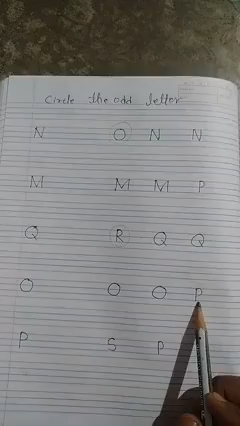 Circle the odd letter
N O N N
M M M P
Q R Q Q
O O O P
P S P